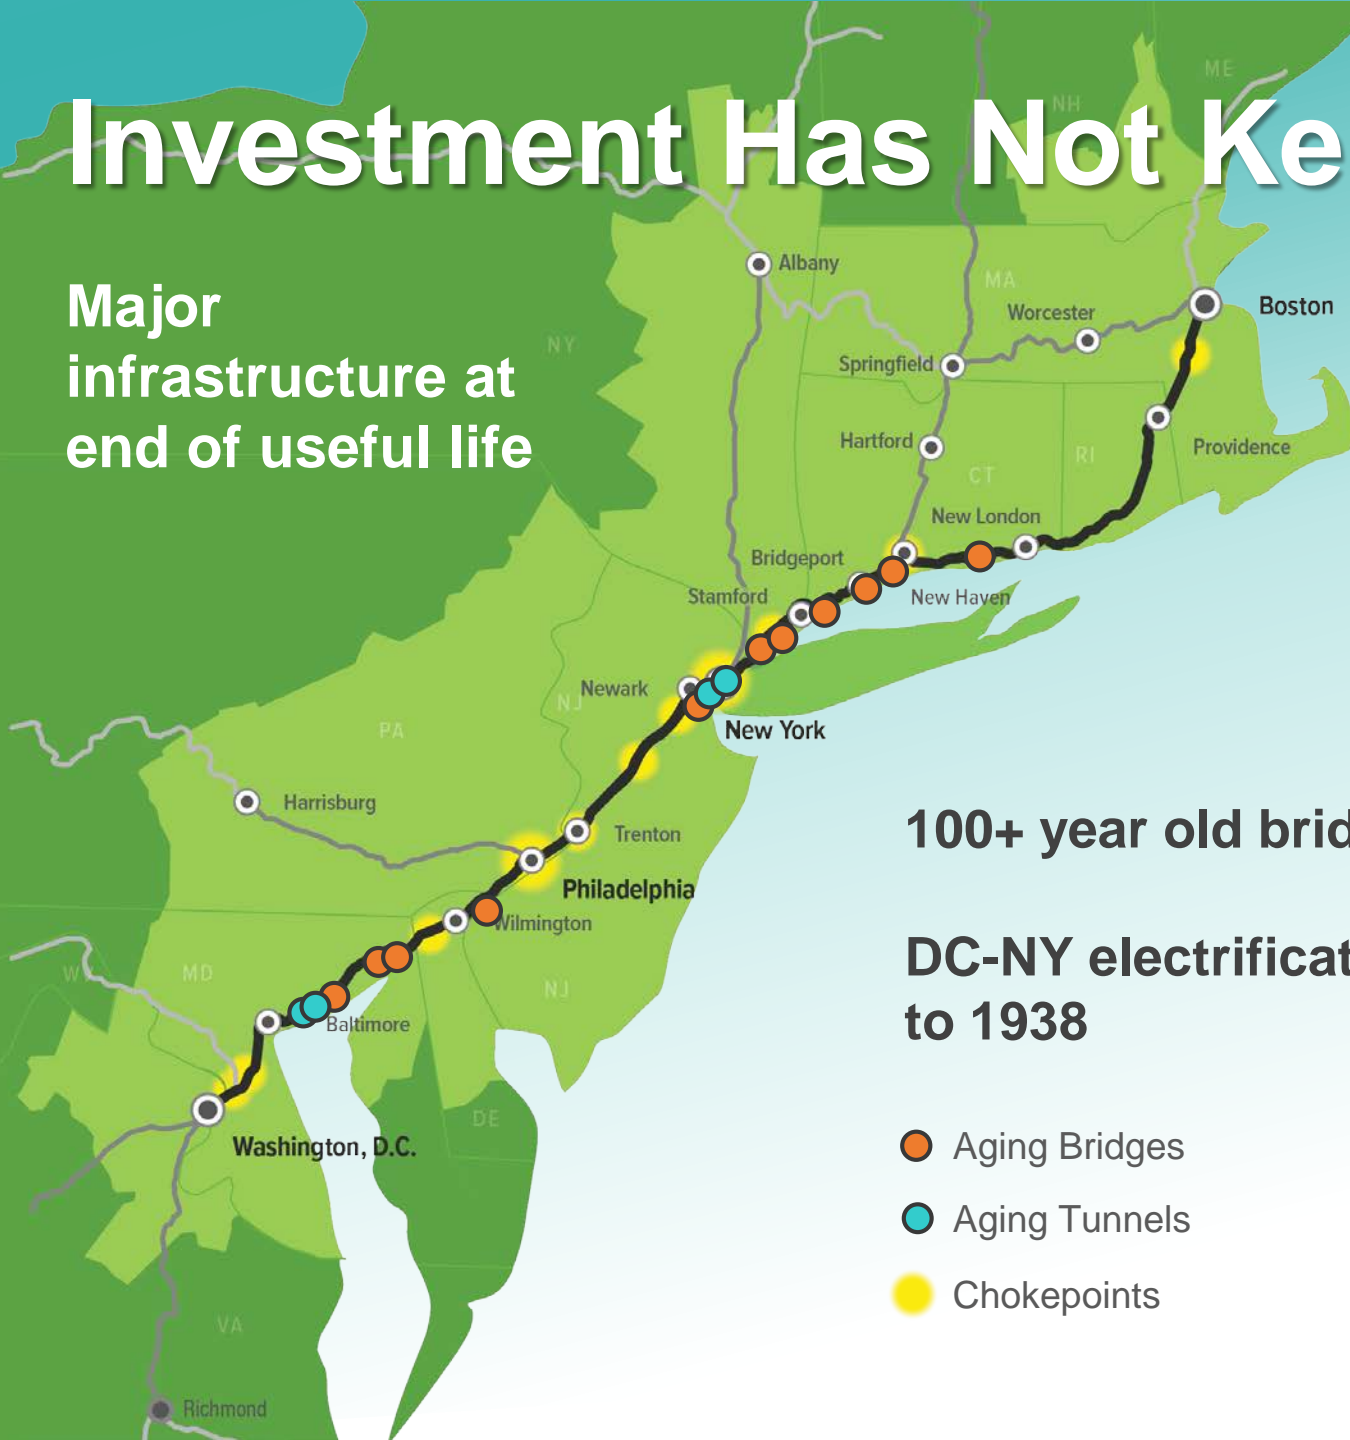 Investment Has Not Ke
Major
infrastructure at
end of useful life
ME
NH
Albany
MA
Boston
Worcester
NY
Springfield
Hartford
Providence
RI
CT
New London
Bridgeport
Stamford
New Haven
Newark
NJ
New York
PA
Harrisburg
Trenton
Philadelphia
Wilmington
MD
NJ
Baltimore
DE
Washington, D.C.
VA
Richmond
100+ year old brid
DC-NY electrificat
to 1938
Aging Bridges
Aging Tunnels
Chokepoints